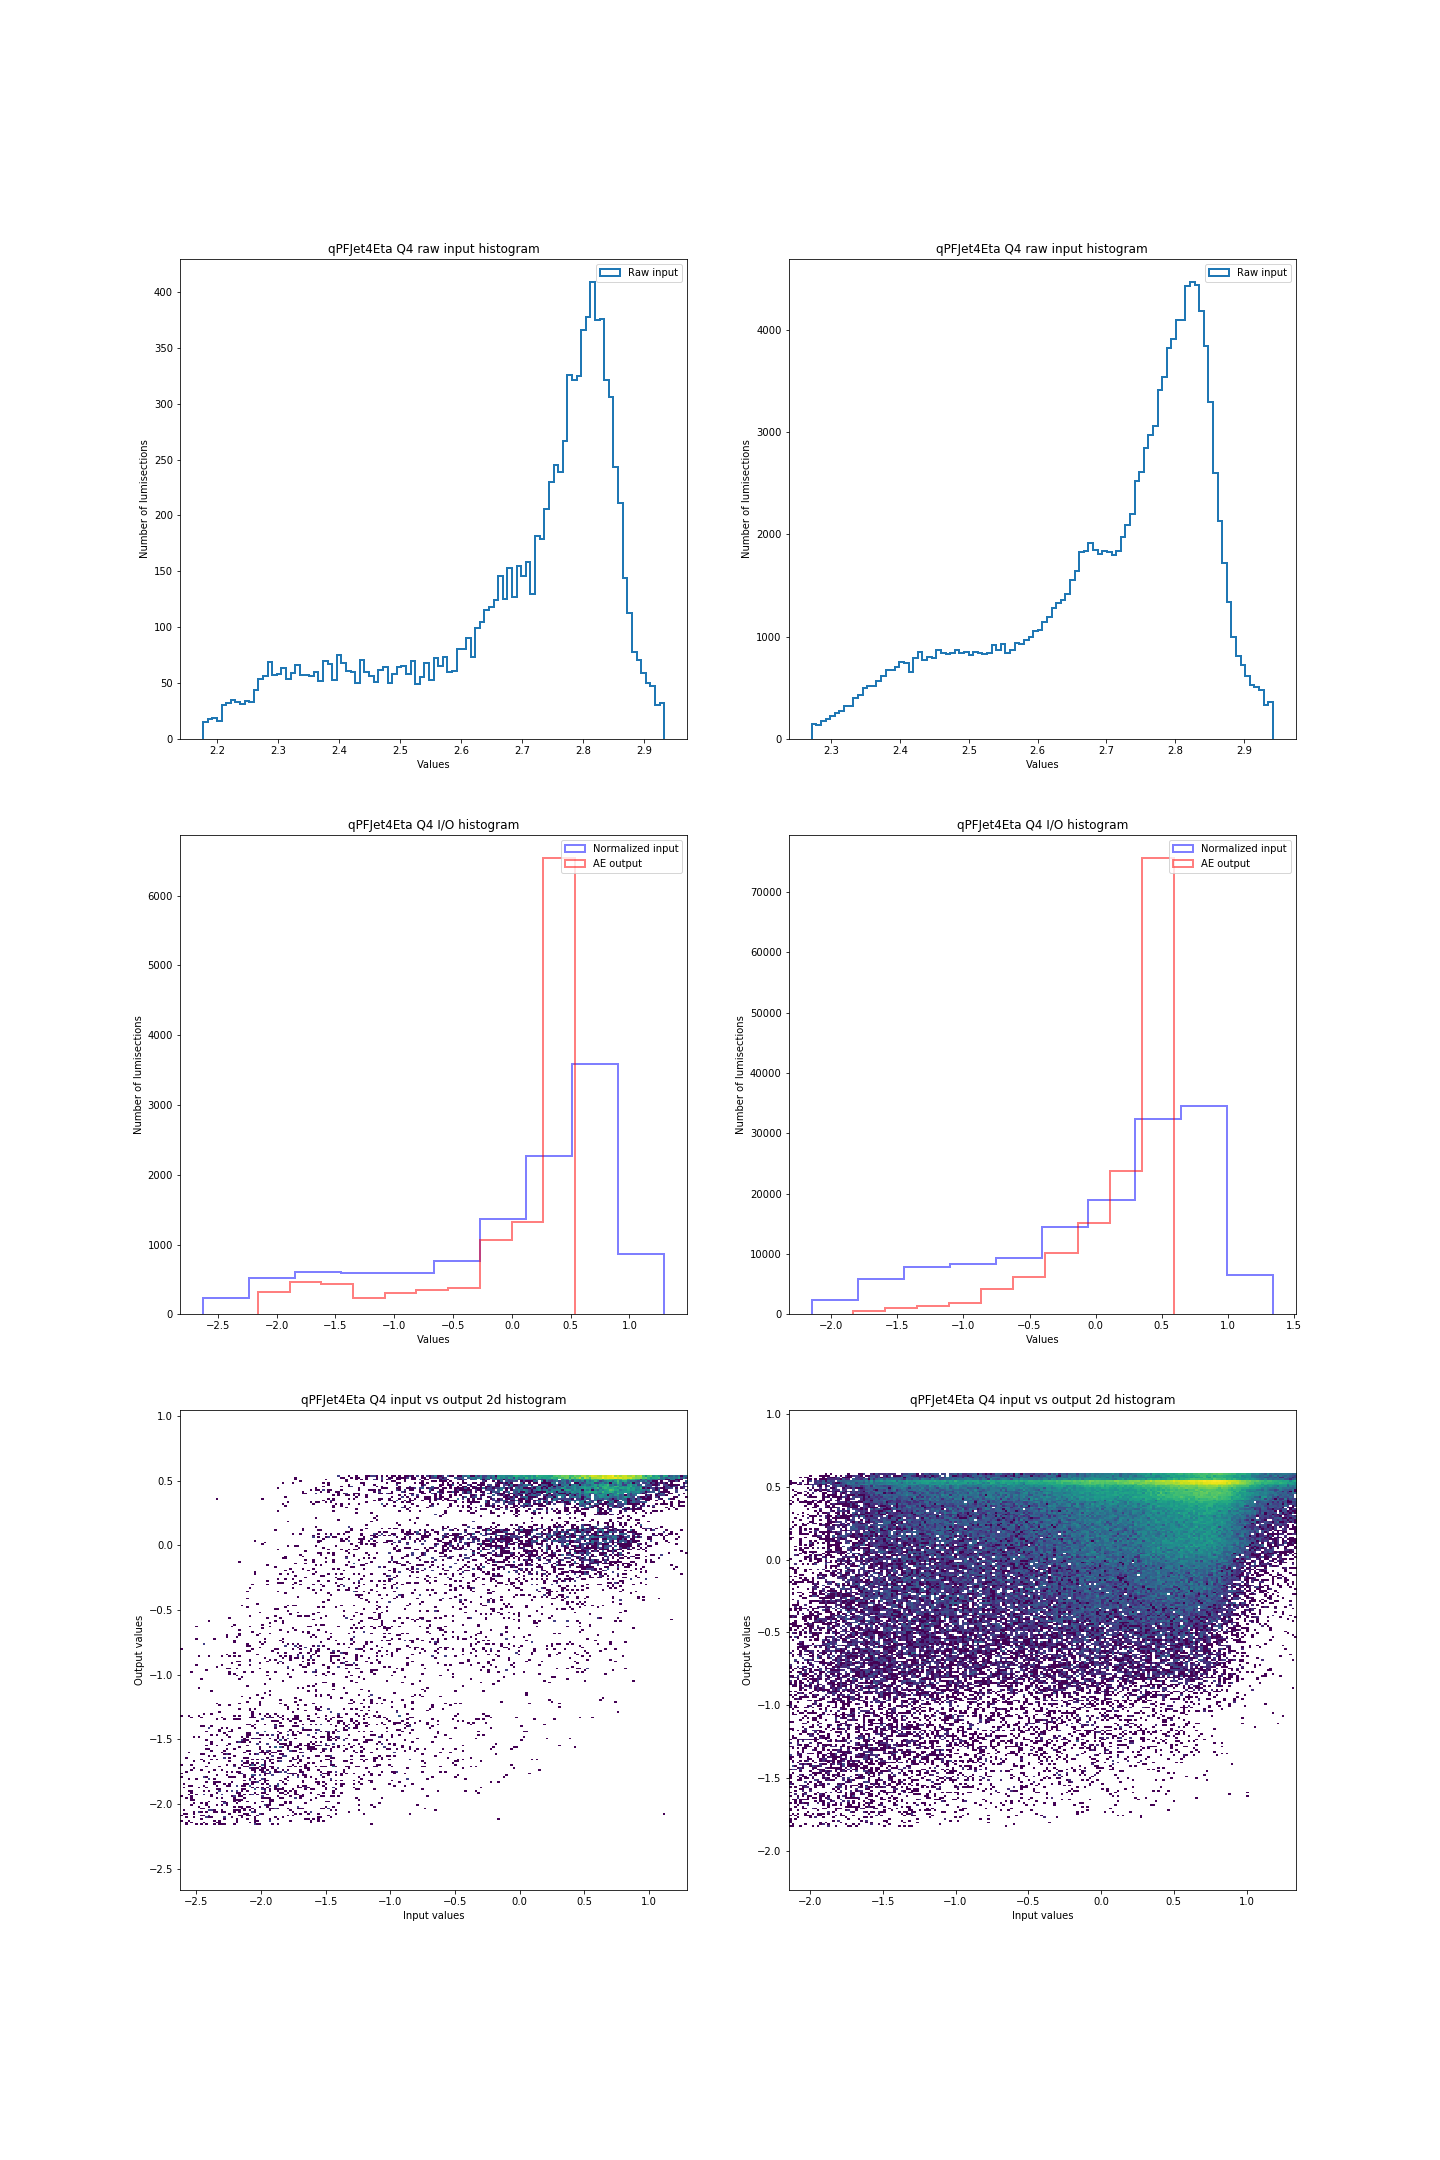 qPFJet4Eta Q4 raw input histogram
Raw input
400
350
300
250
200
150
100
50
0
Number of lumisections
2.2 2.3 2.4 2.5 2.6 2.7 2.8 2.9
Values
qPFJet4Eta Q4 raw input histogram
Raw input
4000
3000
2000
1000
0
Number of lumisections
2.3 2.4 2.5 2.6 2.7 2.8 2.9
Values
qPFJet4Eta Q4 I/O histogram
Normalized input
AE output
6000
5000
4000
3000
2000
1000
0
Number of lumisections
−2.5 −2.0 −1.5 −1.0 −0.5 0.0 0.5 1.0
Values
qPFJet4Eta Q4 I/O histogram
Normalized input
AE output
70000
60000
50000
40000
30000
20000
10000
0
Number of lumisections
−2.0 −1.5 −1.0 −0.5 0.0 0.5 1.0 1.5
Values
qPFJet4Eta Q4 input vs output 2d histogram
1.0
0.5
0.0
−0.5
−1.0
−1.5
−2.0
−2.5
Output values
−2.5 −2.0 −1.5 −1.0 −0.5 0.0 0.5 1.0
Input values
qPFJet4Eta Q4 input vs output 2d histogram
1.0
0.5
0.0
−0.5
−1.0
−1.5
−2.0
Output values
−2.0 −1.5 −1.0 −0.5 0.0 0.5 1.0
Input values